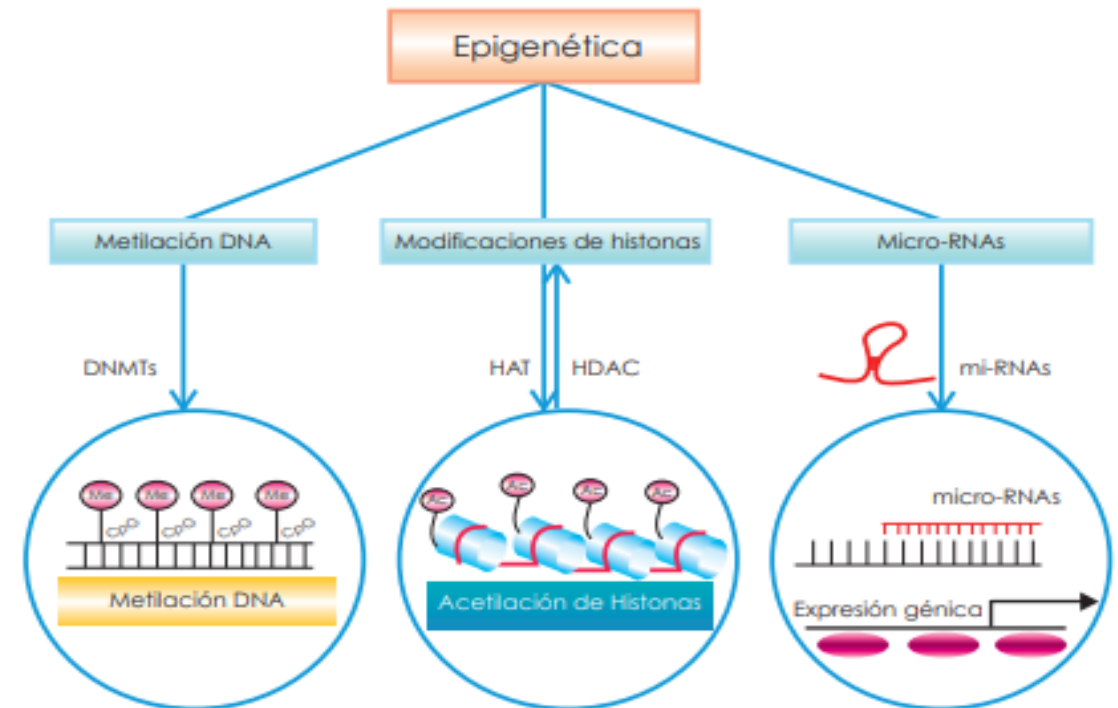 Epigenética
Metilación DNA
Modificaciones de histonas
Micro-RNAs
DNMTs
HAT
HDAC
mi-RNAs
Me
Me
Me
Me
CpG
CpG
CpG
CpG
Metilación DNA
Ac
Ac
Ac
Ac
Acetilación de Histonas
micro-RNAs
Expresión génica